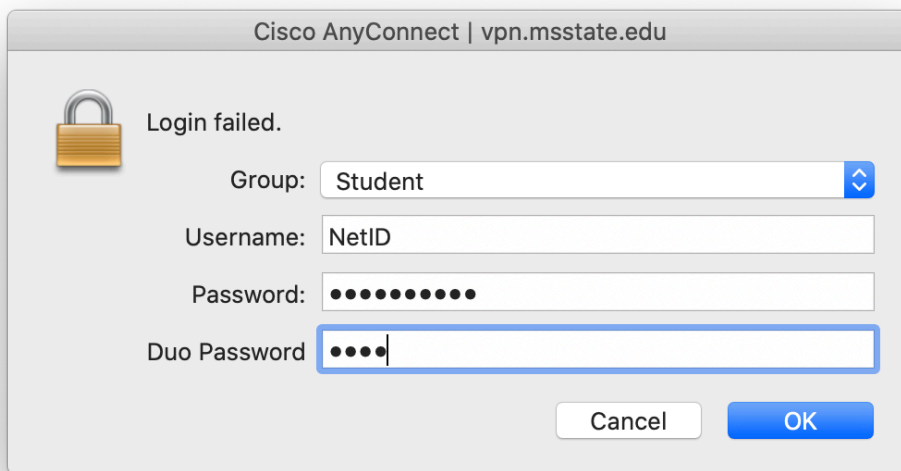 Cisco AnyConnect | vpn.msstate.edu
Login failed.
Group: Student
Username: NetID
Password: ••••••••••
Duo Password ••••
Cancel OK